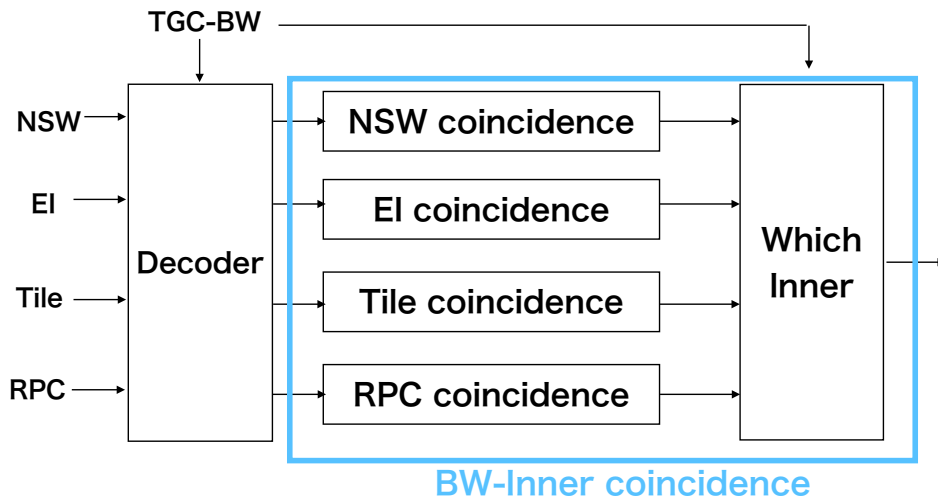 TGC-BW
NSW
EI
Tile
RPC
Decoder
NSW coincidence
EI coincidence
Tile coincidence
RPC coincidence
Which
Inner
BW-Inner coincidence